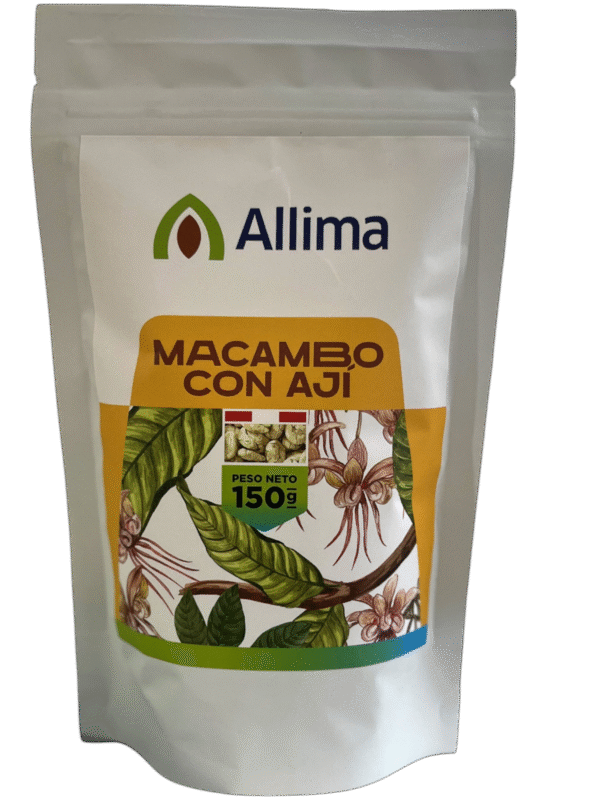 Allima
MACAMBO
CON AJÍ
PESO NETO
150g